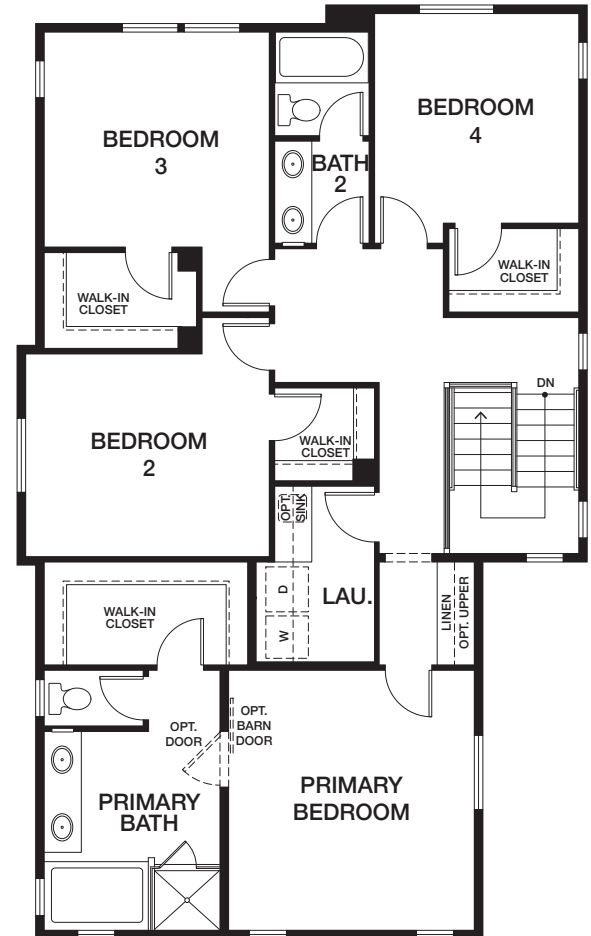 BEDROOM
3
BEDROOM
4
BATH
2
WALK-IN
CLOSET
WALK-IN
CLOSET
DN
BEDROOM
2
WALK-IN
CLOSET
OPT.
SINK
D
W
LAU.
LINEN
OPT. UPPER
WALK-IN
CLOSET
OPT.
DOOR
OPT.
BARN
DOOR
PRIMARY
BATH
PRIMARY
BEDROOM